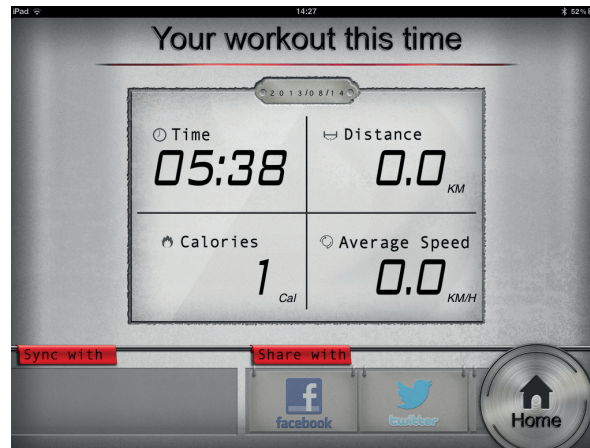 iPad 14:27 52%
Your workout this time
2013/08/14
Time
05:38
Distance
0.0 KM
Calories
1 Cal
Average Speed
0.0 KM/H
Sync with
Share with
facebook
twitter
Home